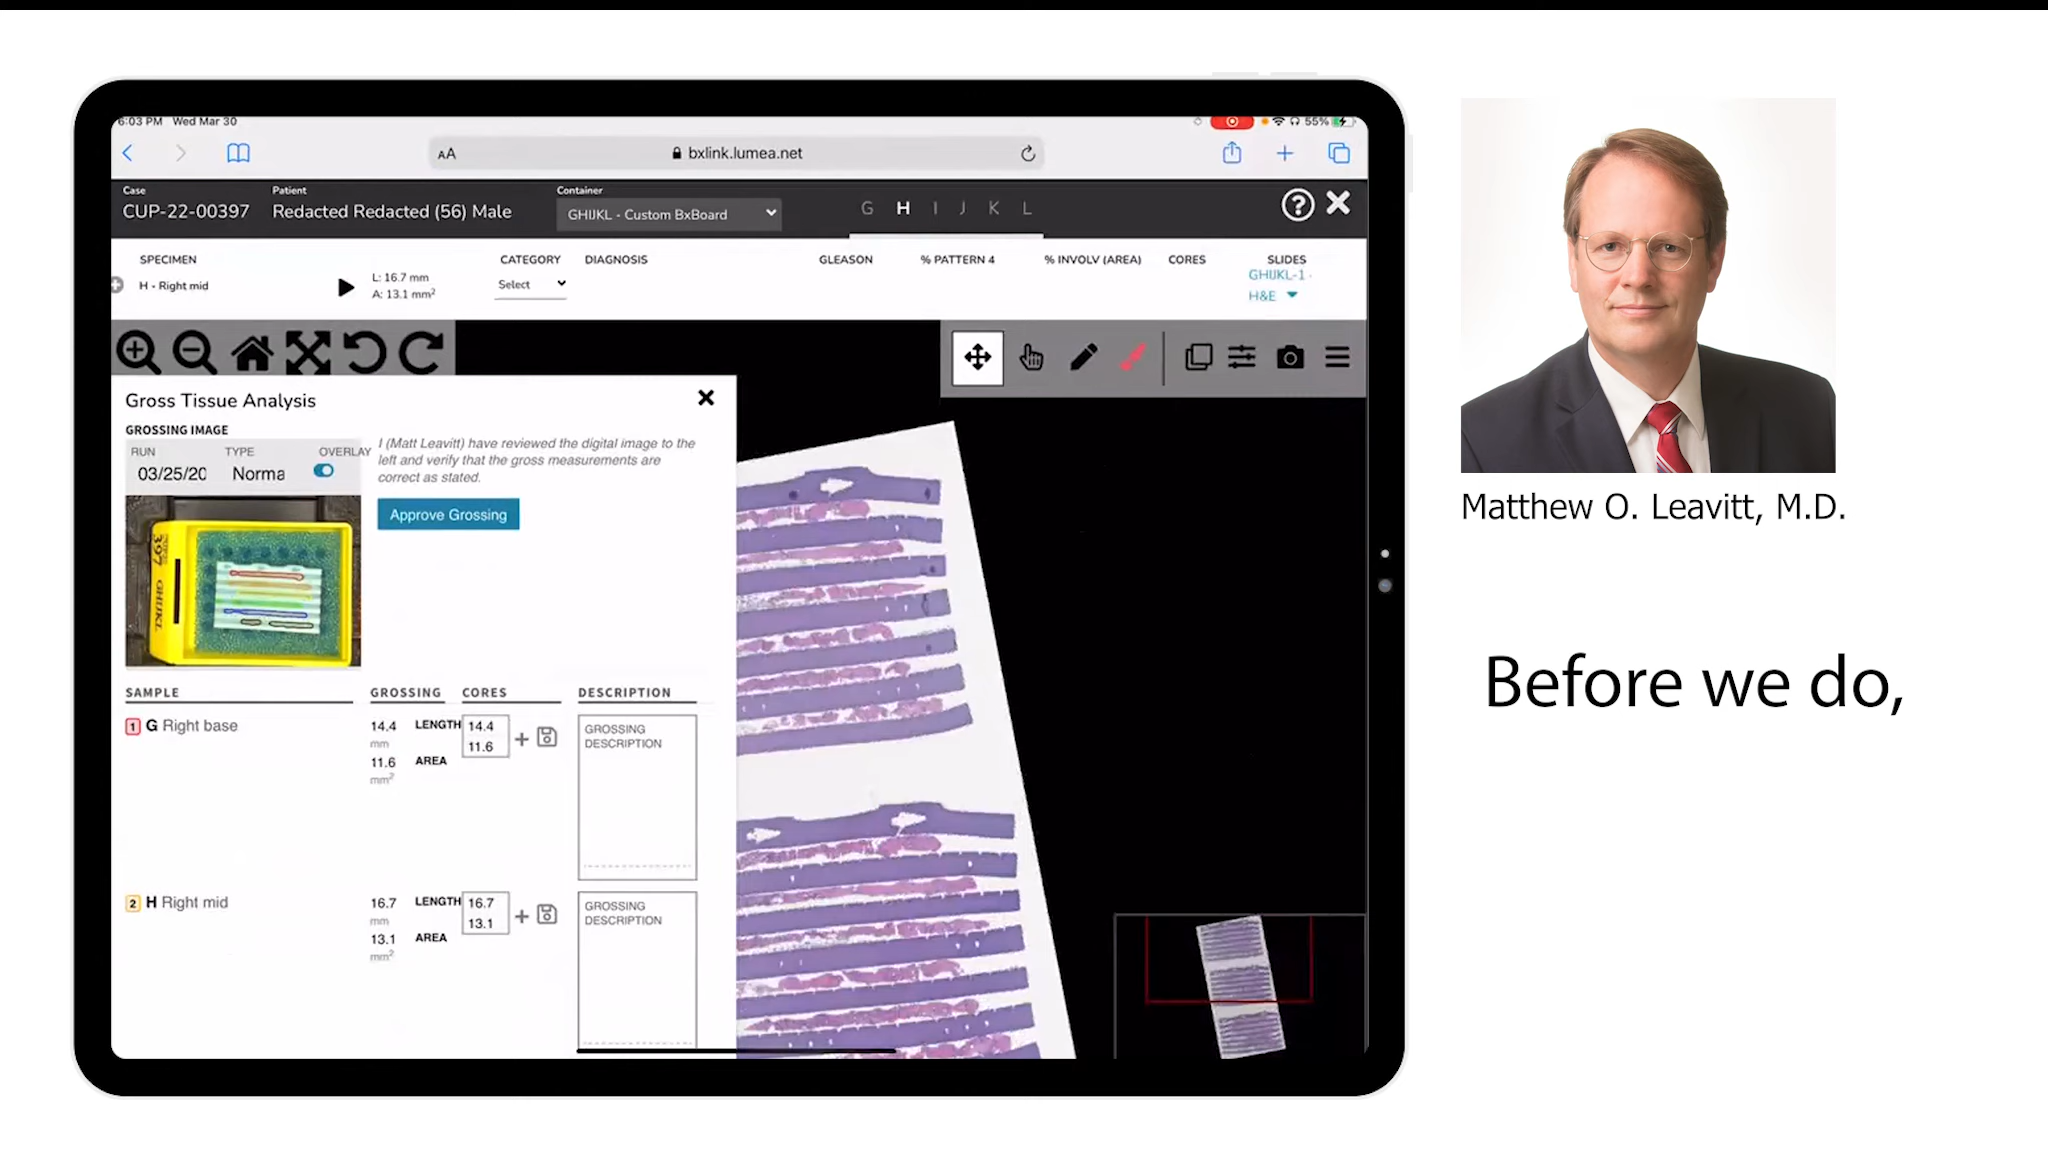 6:03 PM Wed Mar 30
55%
AA
bxlink.lumea.net
Case
CUP-22-00397
Patient
Redacted Redacted (56) Male
Container
GHIJKL - Custom BxBoard
G H I J K L
?
SPECIMEN
CATEGORY
DIAGNOSIS
GLEASON
% PATTERN 4
% INVOLV (AREA)
CORES
SLIDES
H - Right mid
L: 16.7 mm
A: 13.1 mm²
Select
GHIJKL-1 -
H&E
Gross Tissue Analysis
GROSSING IMAGE
RUN
TYPE
OVERLAY
03/25/20
Norma
I (Matt Leavitt) have reviewed the digital image to the
left and verify that the gross measurements are
correct as stated.
Approve Grossing
397
GHIJKL
SAMPLE
GROSSING
CORES
DESCRIPTION
1 G Right base
14.4
mm
11.6
mm²
LENGTH
AREA
14.4
11.6
GROSSING
DESCRIPTION
2 H Right mid
16.7
mm
13.1
mm²
LENGTH
AREA
16.7
13.1
GROSSING
DESCRIPTION
Matthew O. Leavitt, M.D.
Before we do,